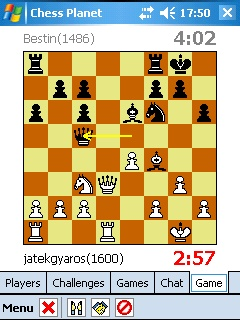 Chess Planet 17:50
Bestin(1486) 4:02
jatekgyaros(1600) 2:57
Players Challenges Games Chat Game
Menu